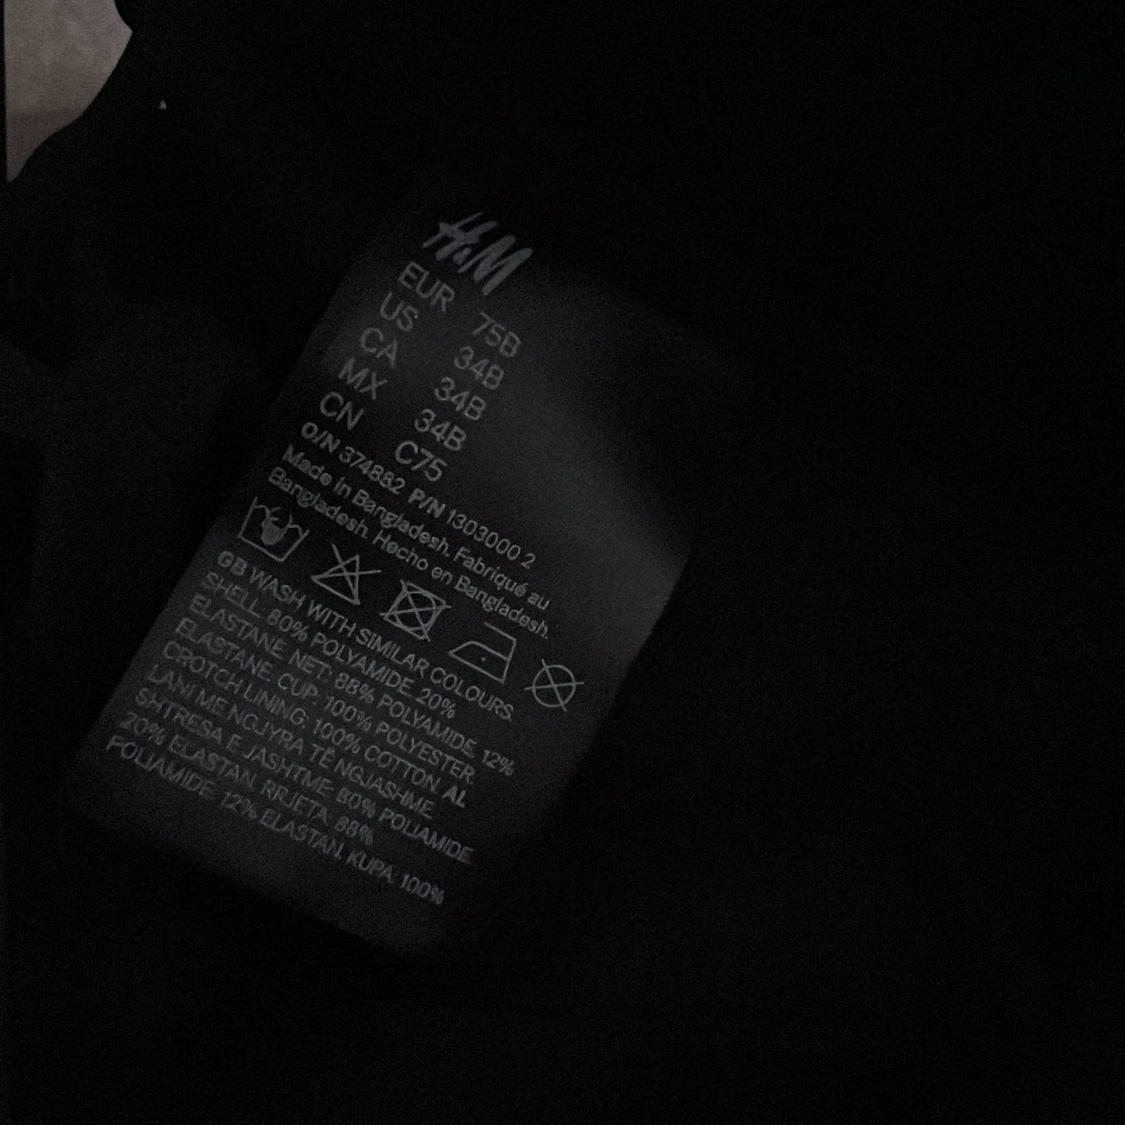 H&M
EUR 75B
US 34B
CA 34B
MX 34B
CN C75
O/N 374882 P/N 1303000 2
Made in Bangladesh. Fabriqué au
Bangladesh. Hecho en Bangladesh.
GB WASH WITH SIMILAR COLOURS.
SHELL: 80% POLYAMIDE. 20%
ELASTANE. NET: 88% POLYAMIDE. 12%
ELASTANE. CUP: 100% POLYESTER.
CROTCH LINING: 100% COTTON. AL
LANI ME NGJYRA TË NGJASHME.
SHTRESA E JASHTME: 80% POLIAMIDE.
20% ELASTAN. RRJETA: 88%
POLIAMIDE. 12% ELASTAN. KUPA: 100%